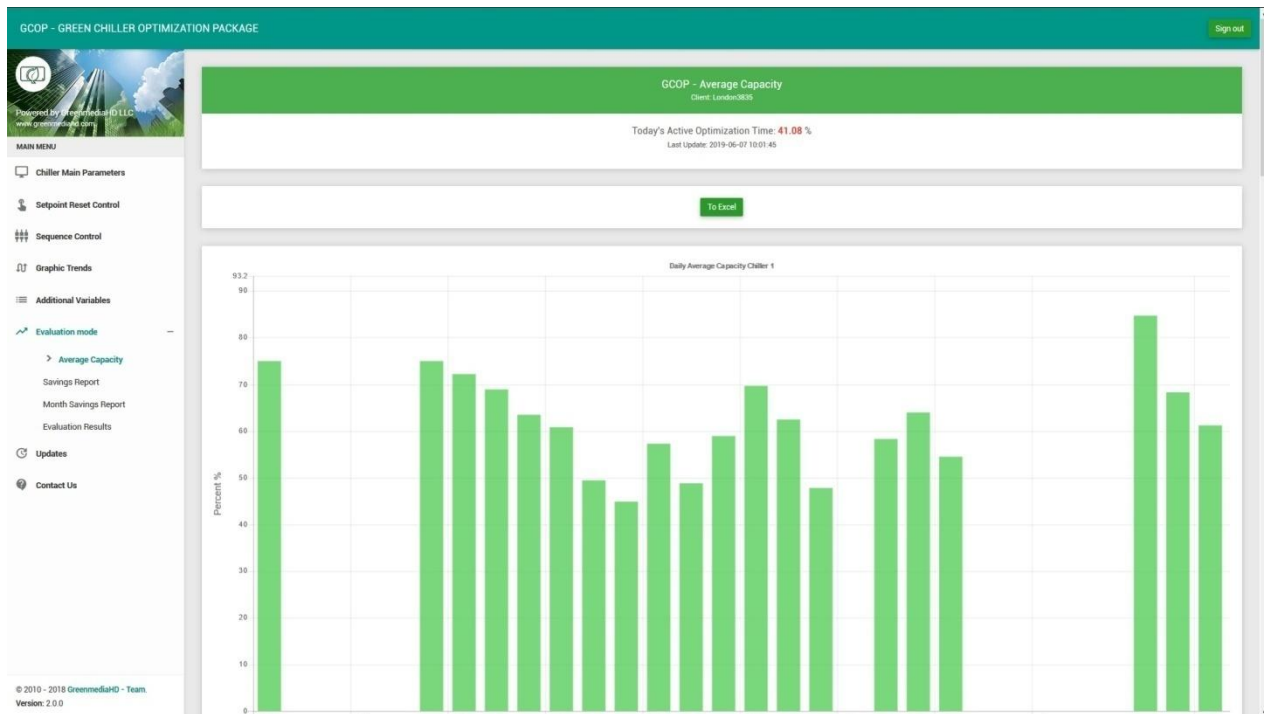 GCOP - GREEN CHILLER OPTIMIZATION PACKAGE
Sign out
Powered by GreenmediaHD LLC
www.greenmediahd.com
MAIN MENU
Chiller Main Parameters
Setpoint Reset Control
Sequence Control
Graphic Trends
Additional Variables
Evaluation mode
Average Capacity
Savings Report
Month Savings Report
Evaluation Results
Updates
Contact Us
© 2010 - 2018 GreenmediaHD - Team.
Version: 2.0.0
GCOP - Average Capacity
Client: London3835
Today's Active Optimization Time: 41.08 %
Last Update: 2019-06-07 10:01:45
To Excel
Daily Average Capacity Chiller 1
Percent %
93.2
90
80
70
60
50
40
30
20
10
0